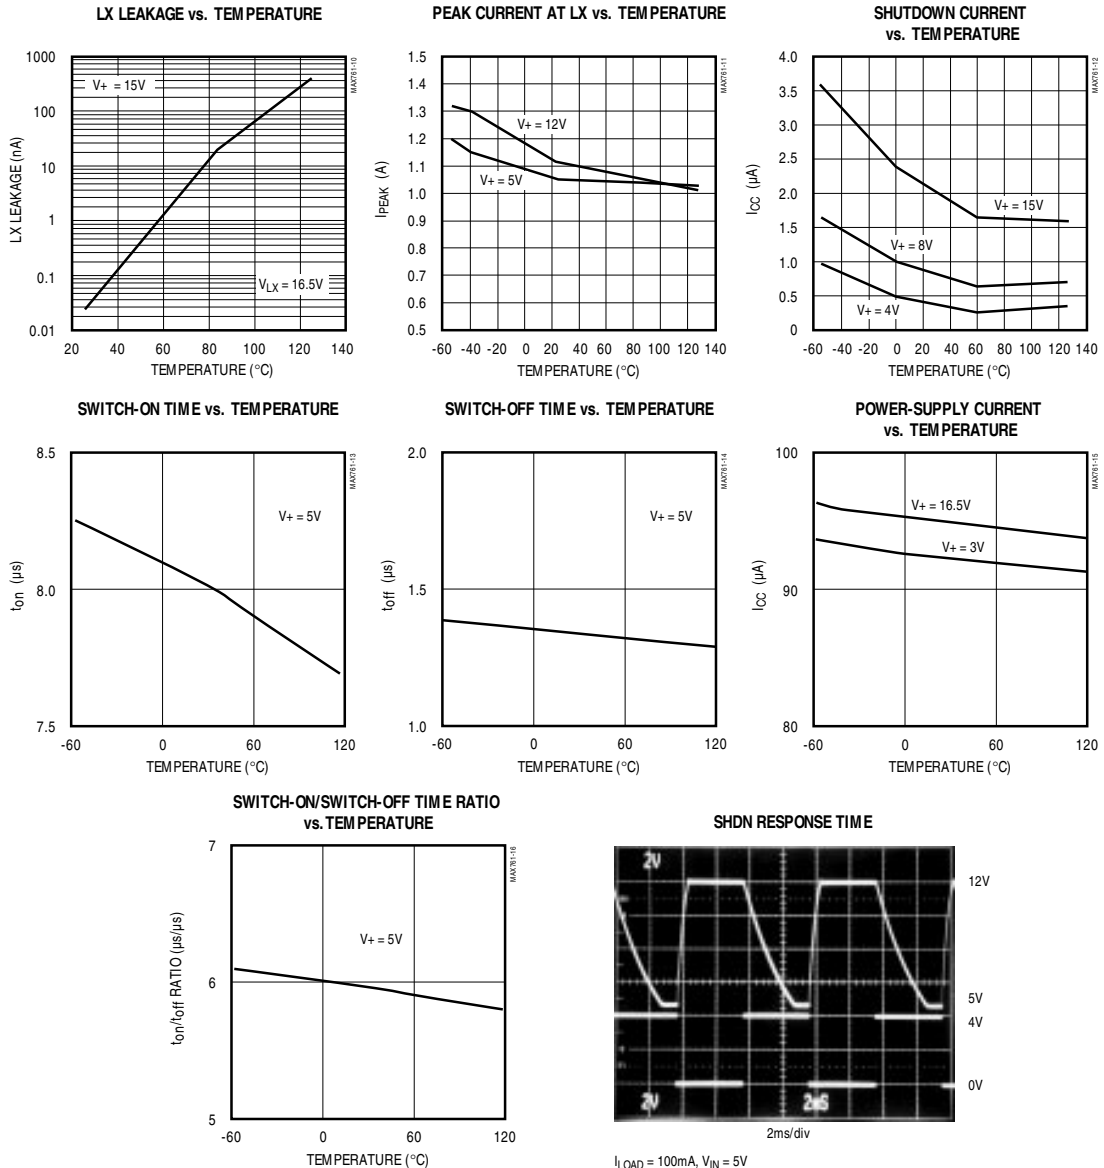 LX LEAKAGE vs. TEMPERATURE
1000
100
10
1
0.1
0.01
LX LEAKAGE (nA)
V+ = 15V
VLX = 16.5V
MAX761-10
20 40 60 80 100 120 140
TEMPERATURE (°C)
PEAK CURRENT AT LX vs. TEMPERATURE
1.5
1.4
1.3
1.2
1.1
1.0
0.9
0.8
0.7
0.6
0.5
IPEAK (A)
V+ = 12V
V+ = 5V
MAX761-11
-60 -40 -20 0 20 40 60 80 100 120 140
TEMPERATURE (°C)
SHUTDOWN CURRENT
vs. TEMPERATURE
4.0
3.5
3.0
2.5
2.0
1.5
1.0
0.5
0
ICC (µA)
V+ = 15V
V+ = 8V
V+ = 4V
MAX761-12
-60 -40 -20 0 20 40 60 80 100 120 140
TEMPERATURE (°C)
SWITCH-ON TIME vs. TEMPERATURE
8.5
8.0
7.5
ton (µs)
V+ = 5V
MAX761-13
-60 0 60 120
TEMPERATURE (°C)
SWITCH-OFF TIME vs. TEMPERATURE
2.0
1.5
1.0
toff (µs)
V+ = 5V
MAX761-14
-60 0 60 120
TEMPERATURE (°C)
POWER-SUPPLY CURRENT
vs. TEMPERATURE
100
90
80
ICC (µA)
V+ = 16.5V
V+ = 3V
MAX761-15
-60 0 60 120
TEMPERATURE (°C)
SWITCH-ON/SWITCH-OFF TIME RATIO
vs. TEMPERATURE
7
6
5
ton/toff RATIO (µs/µs)
V+ = 5V
MAX761-16
-60 0 60 120
TEMPERATURE (°C)
SHDN RESPONSE TIME
2V
12V
5V
4V
0V
2V 2mS
2ms/div
ILOAD = 100mA, VIN = 5V